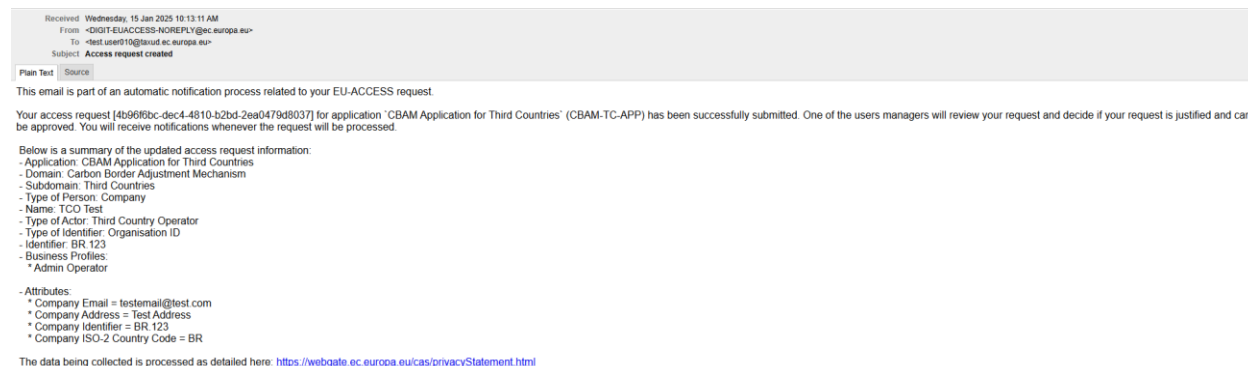 Received Wednesday, 15 Jan 2025 10:13:11 AM
From <DIGIT-EUACCESS-NOREPLY@ec.europa.eu>
To <test.user010@taxud.ec.europa.eu>
Subject Access request created
Plain Text Source
This email is part of an automatic notification process related to your EU-ACCESS request.
Your access request [4b96f6bc-dec4-4810-b2bd-2ea0479d8037] for application `CBAM Application for Third Countries` (CBAM-TC-APP) has been successfully submitted. One of the users managers will review your request and decide if your request is justified and can
be approved. You will receive notifications whenever the request will be processed.
Below is a summary of the updated access request information:
- Application: CBAM Application for Third Countries
- Domain: Carbon Border Adjustment Mechanism
- Subdomain: Third Countries
- Type of Person: Company
- Name: TCO Test
- Type of Actor: Third Country Operator
- Type of Identifier: Organisation ID
- Identifier: BR.123
- Business Profiles:
* Admin Operator
- Attributes:
* Company Email = testemail@test.com
* Company Address = Test Address
* Company Identifier = BR.123
* Company ISO-2 Country Code = BR
The data being collected is processed as detailed here: https://webgate.ec.europa.eu/cas/privacyStatement.html